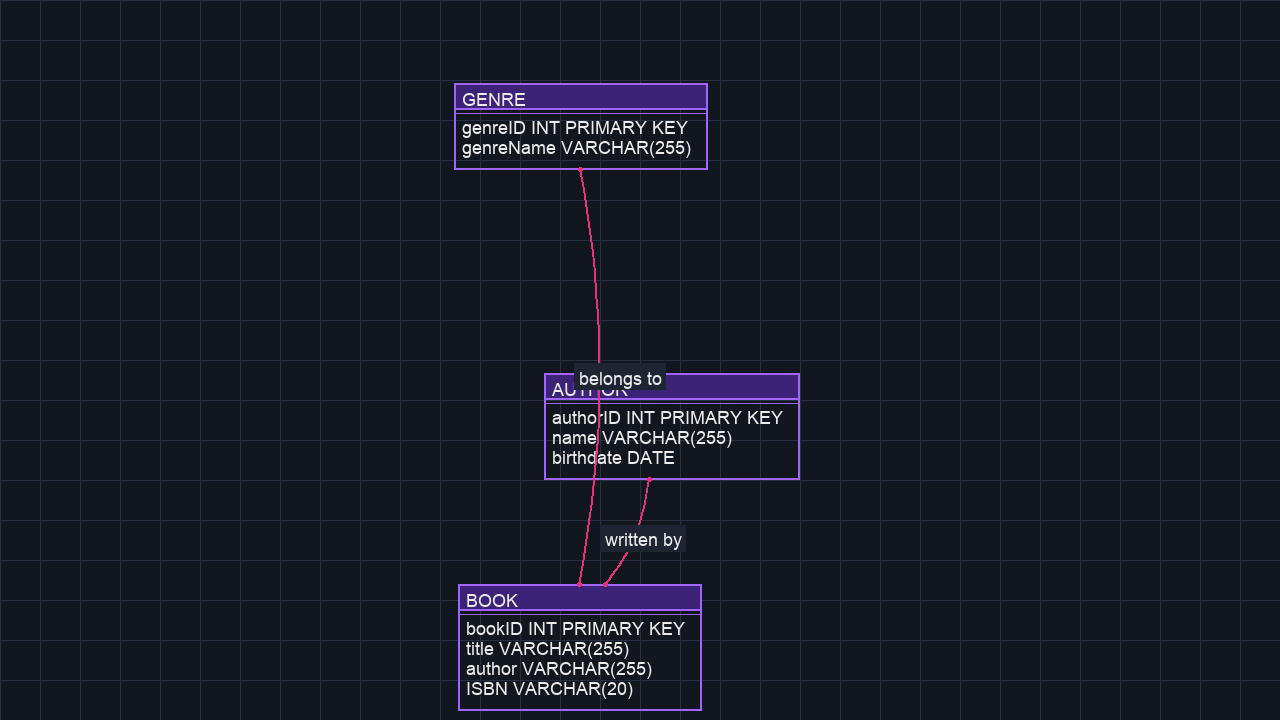 GENRE
genreID INT PRIMARY KEY
genreName VARCHAR(255)
belongs to
AUTHOR
authorID INT PRIMARY KEY
name VARCHAR(255)
birthdate DATE
written by
BOOK
bookID INT PRIMARY KEY
title VARCHAR(255)
author VARCHAR(255)
ISBN VARCHAR(20)